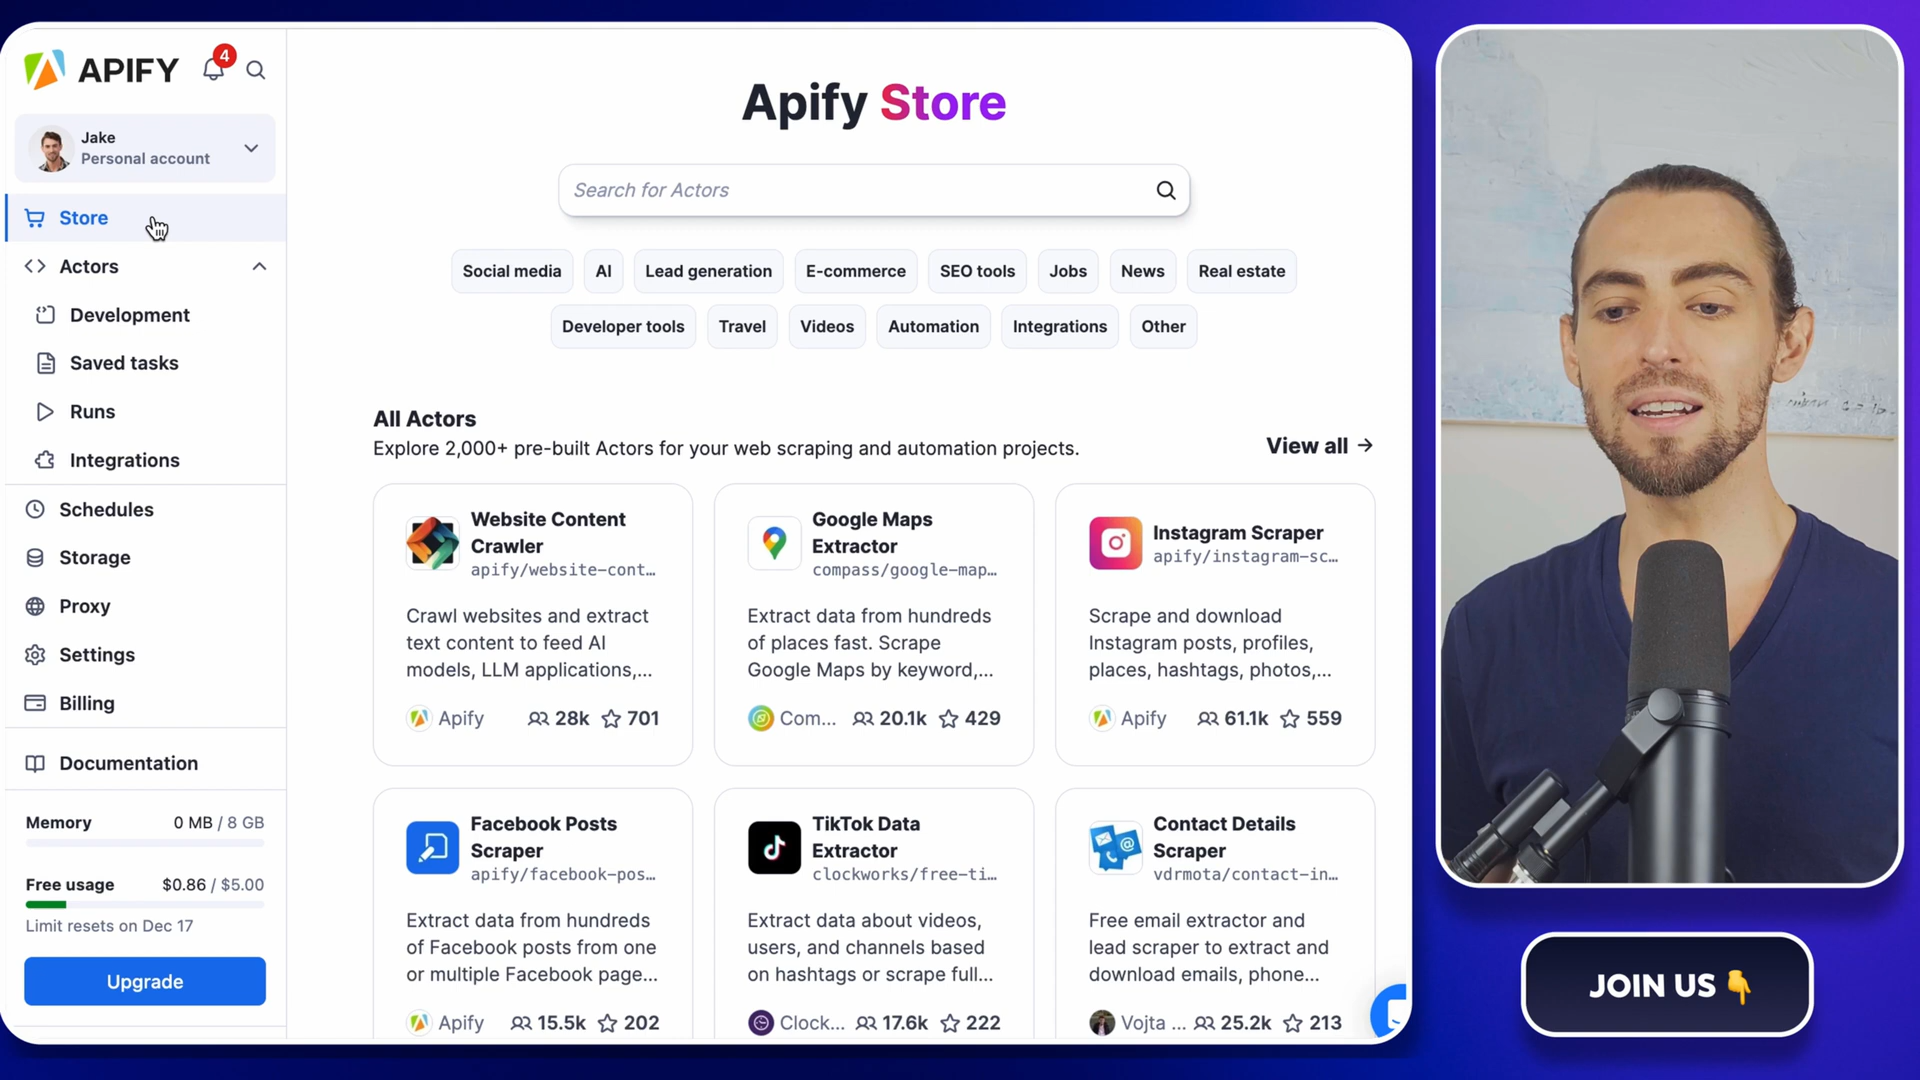 APIFY
4
Jake
Personal account
Store
Actors
Development
Saved tasks
Runs
Integrations
Schedules
Storage
Proxy
Settings
Billing
Documentation
Memory 0 MB / 8 GB
Free usage $0.86 / $5.00
Limit resets on Dec 17
Upgrade
Apify Store
Search for Actors
Social media AI Lead generation E-commerce SEO tools Jobs News Real estate
Developer tools Travel Videos Automation Integrations Other
All Actors
Explore 2,000+ pre-built Actors for your web scraping and automation projects.
View all →
Website Content
Crawler
apify/website-cont...
Crawl websites and extract
text content to feed AI
models, LLM applications,...
Apify 28k 701
Google Maps
Extractor
compass/google-map...
Extract data from hundreds
of places fast. Scrape
Google Maps by keyword,...
Com... 20.1k 429
Instagram Scraper
apify/instagram-sc...
Scrape and download
Instagram posts, profiles,
places, hashtags, photos,...
Apify 61.1k 559
Facebook Posts
Scraper
apify/facebook-pos...
Extract data from hundreds
of Facebook posts from one
or multiple Facebook page...
Apify 15.5k 202
TikTok Data
Extractor
clockworks/free-ti...
Extract data about videos,
users, and channels based
on hashtags or scrape full...
Clock... 17.6k 222
Contact Details
Scraper
vdrmota/contact-in...
Free email extractor and
lead scraper to extract and
download emails, phone...
Vojta ... 25.2k 213
JOIN US 👇